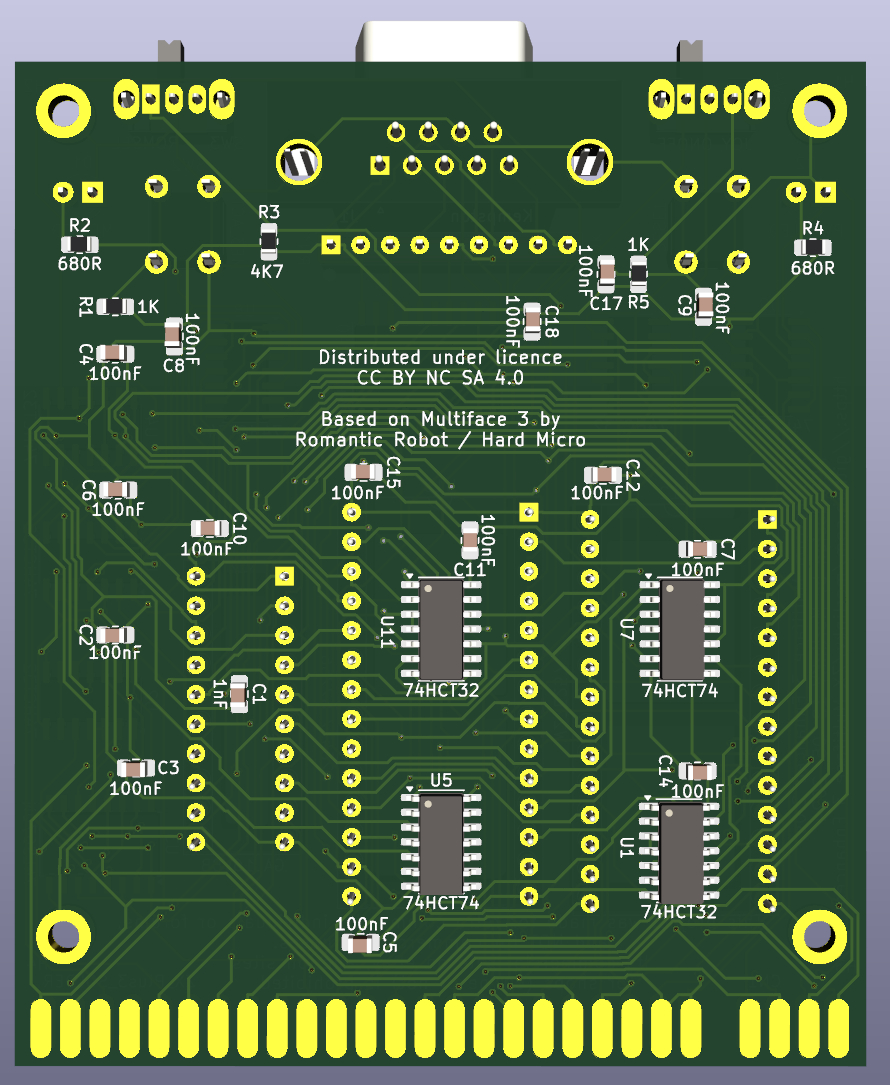 R2
680R
R3
4K7
1K
100nF
C17
R5
R4
680R
C9
100nF
R1
1K
100nF
C8
C4
100nF
100nF
C18
Distributed under licence
CC BY NC SA 4.0
Based on Multiface 3 by
Romantic Robot / Hard Micro
C15
100nF
C12
100nF
C6
100nF
C10
100nF
100nF
C11
C7
100nF
U11
74HCT32
U7
74HCT74
C2
100nF
1nF
C1
C3
100nF
U5
74HCT74
C14
100nF
U1
74HCT32
100nF
C5